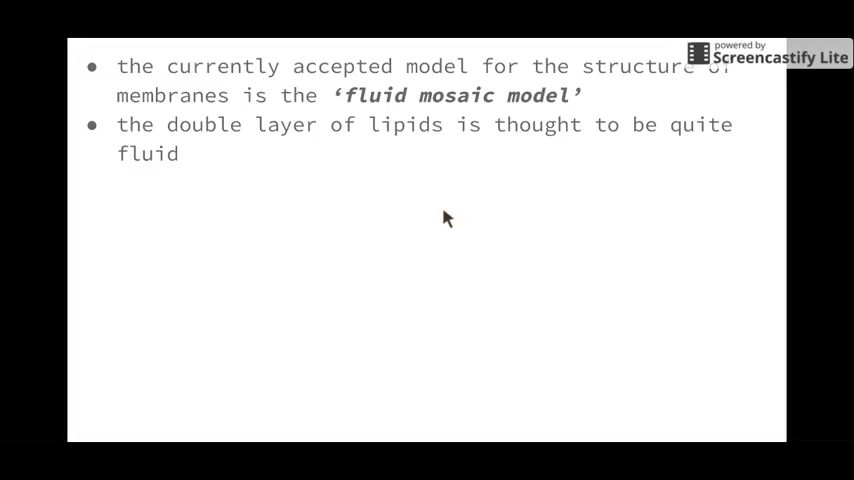 ● the currently accepted model for the structure of
membranes is the ‘fluid mosaic model’
● the double layer of lipids is thought to be quite
fluid
powered by
Screencastify Lite